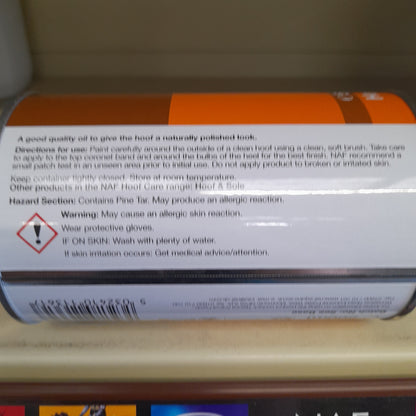 A good quality oil to give the hoof a naturally polished look.
Directions for use: Paint carefully around the outside of a clean hoof using a clean, soft brush. Take care
to apply to the top coronet band and around the bulbs of the heel for the best finish. NAF recommend a
small patch test in an unseen area prior to initial use. Do not apply product to broken or irritated skin.
Keep container tightly closed. Store at room temperature.
Other products in the NAF Hoof Care range: Hoof & Sole
Hazard Section: Contains Pine Tar. May produce an allergic reaction.
Warning: May cause an allergic skin reaction.
Wear protective gloves.
IF ON SKIN: Wash with plenty of water.
If skin irritation occurs: Get medical advice/attention.